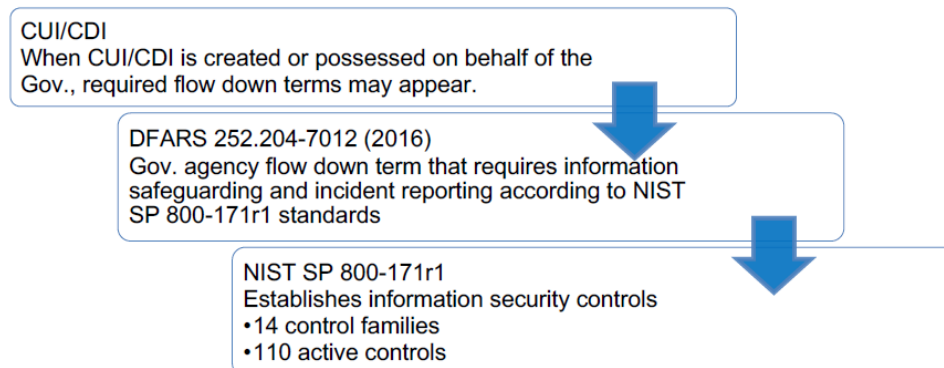 CUI/CDI
When CUI/CDI is created or possessed on behalf of the
Gov., required flow down terms may appear.
DFARS 252.204-7012 (2016)
Gov. agency flow down term that requires information
safeguarding and incident reporting according to NIST
SP 800-171r1 standards
NIST SP 800-171r1
Establishes information security controls
•14 control families
•110 active controls